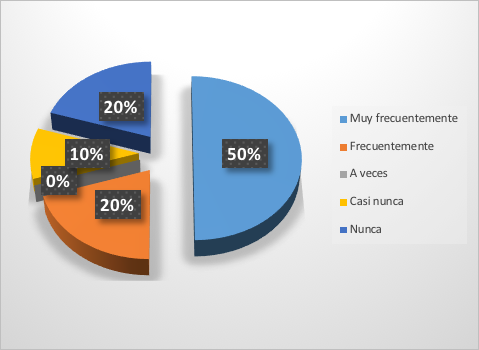 20%
10%
0%
20%
50%
Muy frecuentemente
Frecuentemente
A veces
Casi nunca
Nunca